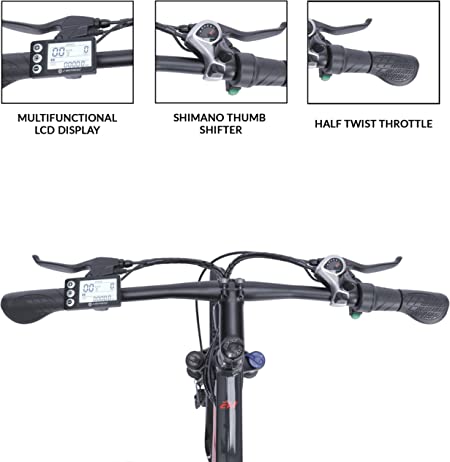 MULTIFUNCTIONAL
LCD DISPLAY
SHIMANO THUMB
SHIFTER
HALF TWIST THROTTLE